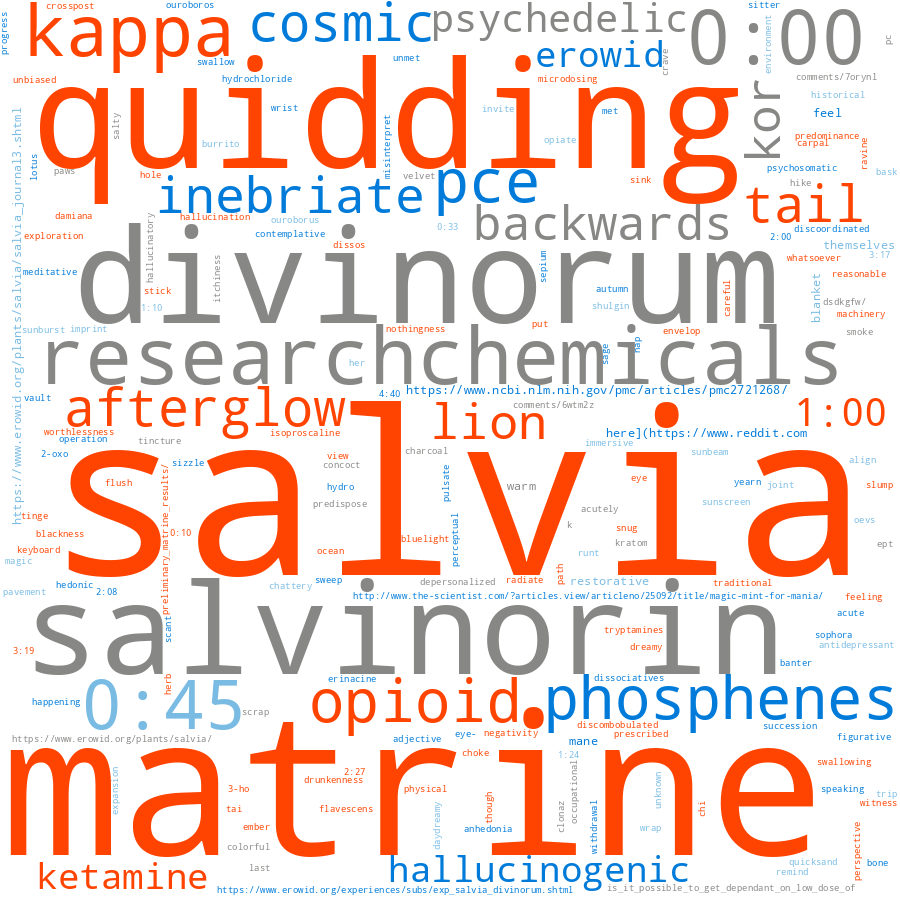 crosspost
ouroboros
kappa
cosmic
psychedelic
0:00
sitter
progress
swallow
unmet
erowid
crave
environment
pc
unbiased
hydrochloride
microdosing
comments/7orynl
quidding
wrist
invite
met
kor
historical
feel
salty
misinterpret
burrito
opiate
predominance
carpal
ravine
lotus
paws
hole
velvet
sink
psychosomatic
bask
inebriate
pce
hike
tail
damiana
hallucination
ouroborus
0:33
backwards
discoordinated
exploration
hallucinatory
contemplative
dissos
2:00
themselves
3:17
divinorum
meditative
itchiness
sepium
whatsoever
reasonable
stick
autumn
careful
blanket
1:10
shulgin
dsdkgfw/
machinery
https://www.erowid.org/plants/salvia/salvia_journal3.shtml
sunburst
imprint
nothingness
put
envelop
smoke
researchchemicals
her
sage
nap
vault
4:40
https://www.ncbi.nlm.nih.gov/pmc/articles/pmc2721268/
afterglow
lion
comments/6wtm2z
1:00
worthlessness
isoproscaline
here](https://www.reddit.com
operation
tincture
2-oxo
view
charcoal
immersive
sunbeam
sizzle
concoct
align
salvia
flush
hydro
pulsate
warm
eye
yearn
joint
slump
tinge
predispose
acutely
sunscreen
blackness
0:10
k
snug
oevs
keyboard
preliminary_matrine_results/
bluelight
perceptual
kratom
ept
magic
ocean
runt
path
hedonic
chattery
sweep
depersonalized
radiate
restorative
traditional
pavement
2:08
http://www.the-scientist.com/?articles.view/articleno/25092/title/magic-mint-for-mania/
feeling
salvinorin
scant
acute
tryptamines
sophora
3:19
dreamy
antidepressant
herb
erinacine
dissociatives
banter
happening
0:45
scrap
opioid
phosphenes
https://www.erowid.org/plants/salvia/
adjective
eye-
negativity
discombobulated
prescribed
succession
figurative
matrine
choke
mane
1:24
swallowing
expansion
2:27
drunkenness
3-ho
physical
occupational
unknown
speaking
trip
tai
flavescens
though
chi
witness
ember
daydreamy
anhedonia
clonaz
withdrawal
wrap
colorful
perspective
last
quicksand
bone
ketamine
hallucinogenic
remind
https://www.erowid.org/experiences/subs/exp_salvia_divinorum.shtml
is_it_possible_to_get_dependant_on_low_dose_of